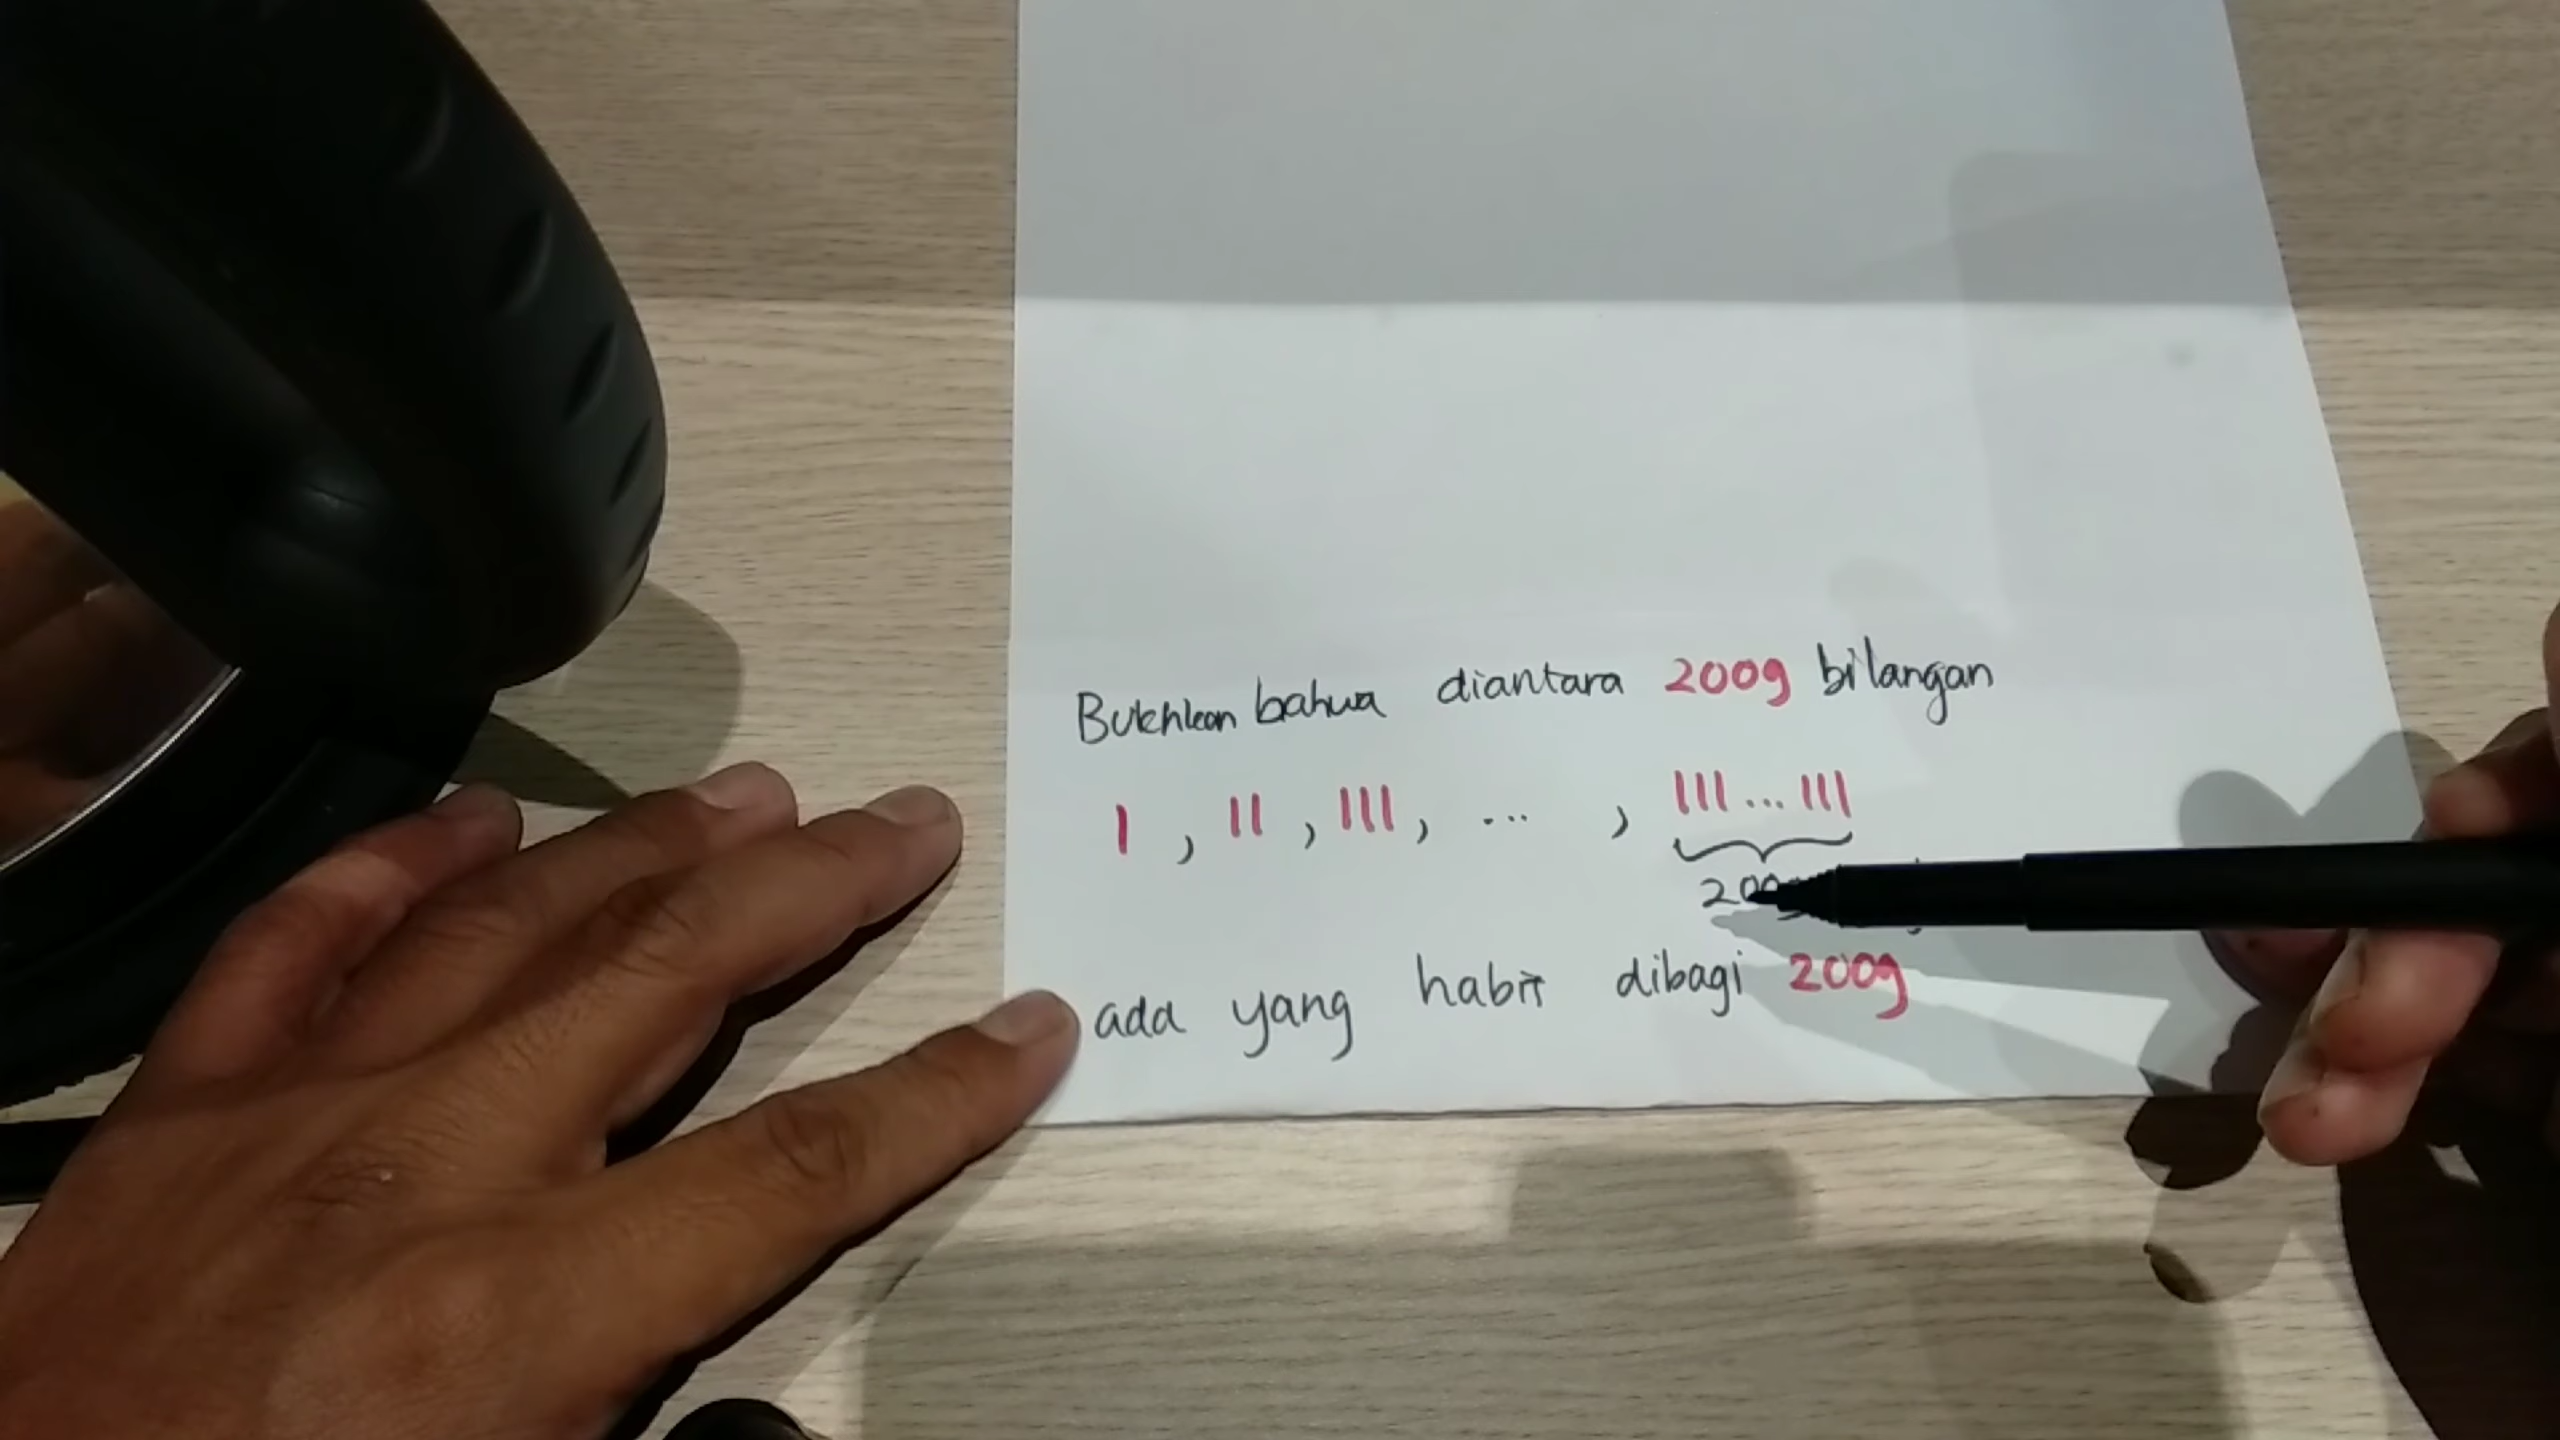 Buktikan bahwa diantara 2009 bilangan
1 , 11 , 111 , ... , 111...111
ada yang habis dibagi 2009